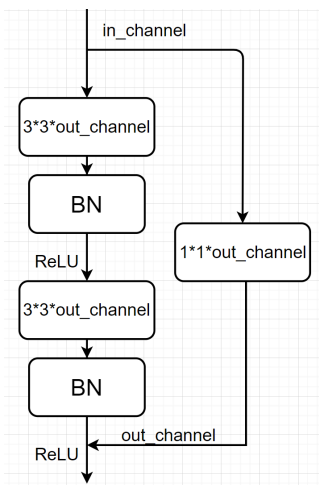 in_channel
3*3*out_channel
BN
1*1*out_channel
ReLU
3*3*out_channel
BN
out_channel
ReLU